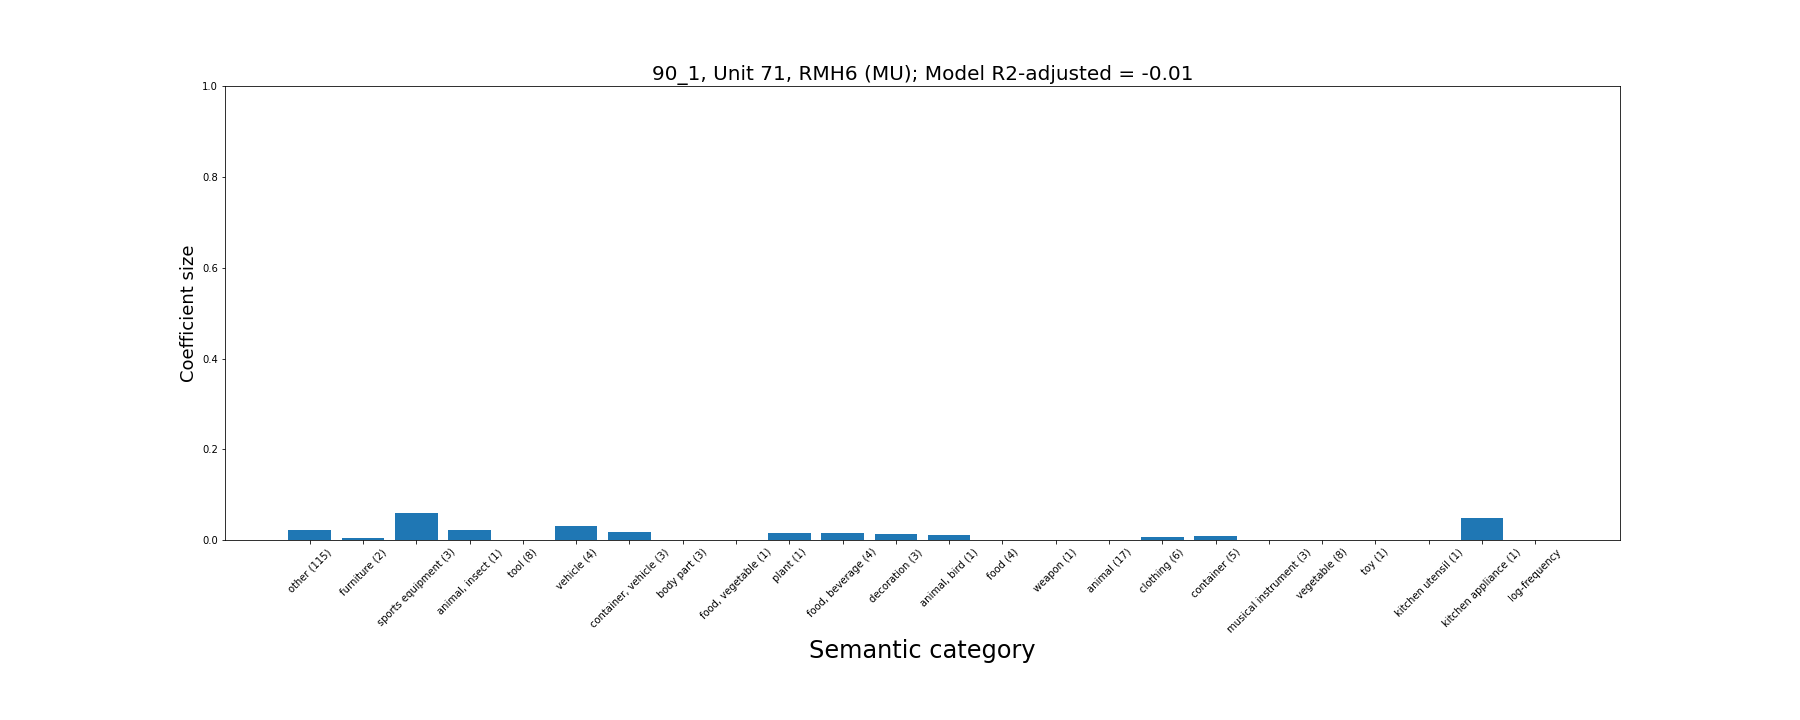 90_1, Unit 71, RMH6 (MU); Model R2-adjusted = -0.01
1.0
0.8
0.6
0.4
0.2
0.0
Coefficient size
other (115)
furniture (2)
sports equipment (3)
animal, insect (1)
tool (8)
vehicle (4)
container, vehicle (3)
body part (3)
food, vegetable (1)
plant (1)
food, beverage (4)
decoration (3)
animal, bird (1)
food (4)
weapon (1)
animal (17)
clothing (6)
container (5)
musical instrument (3)
vegetable (8)
toy (1)
kitchen utensil (1)
kitchen appliance (1)
log-frequency
Semantic category